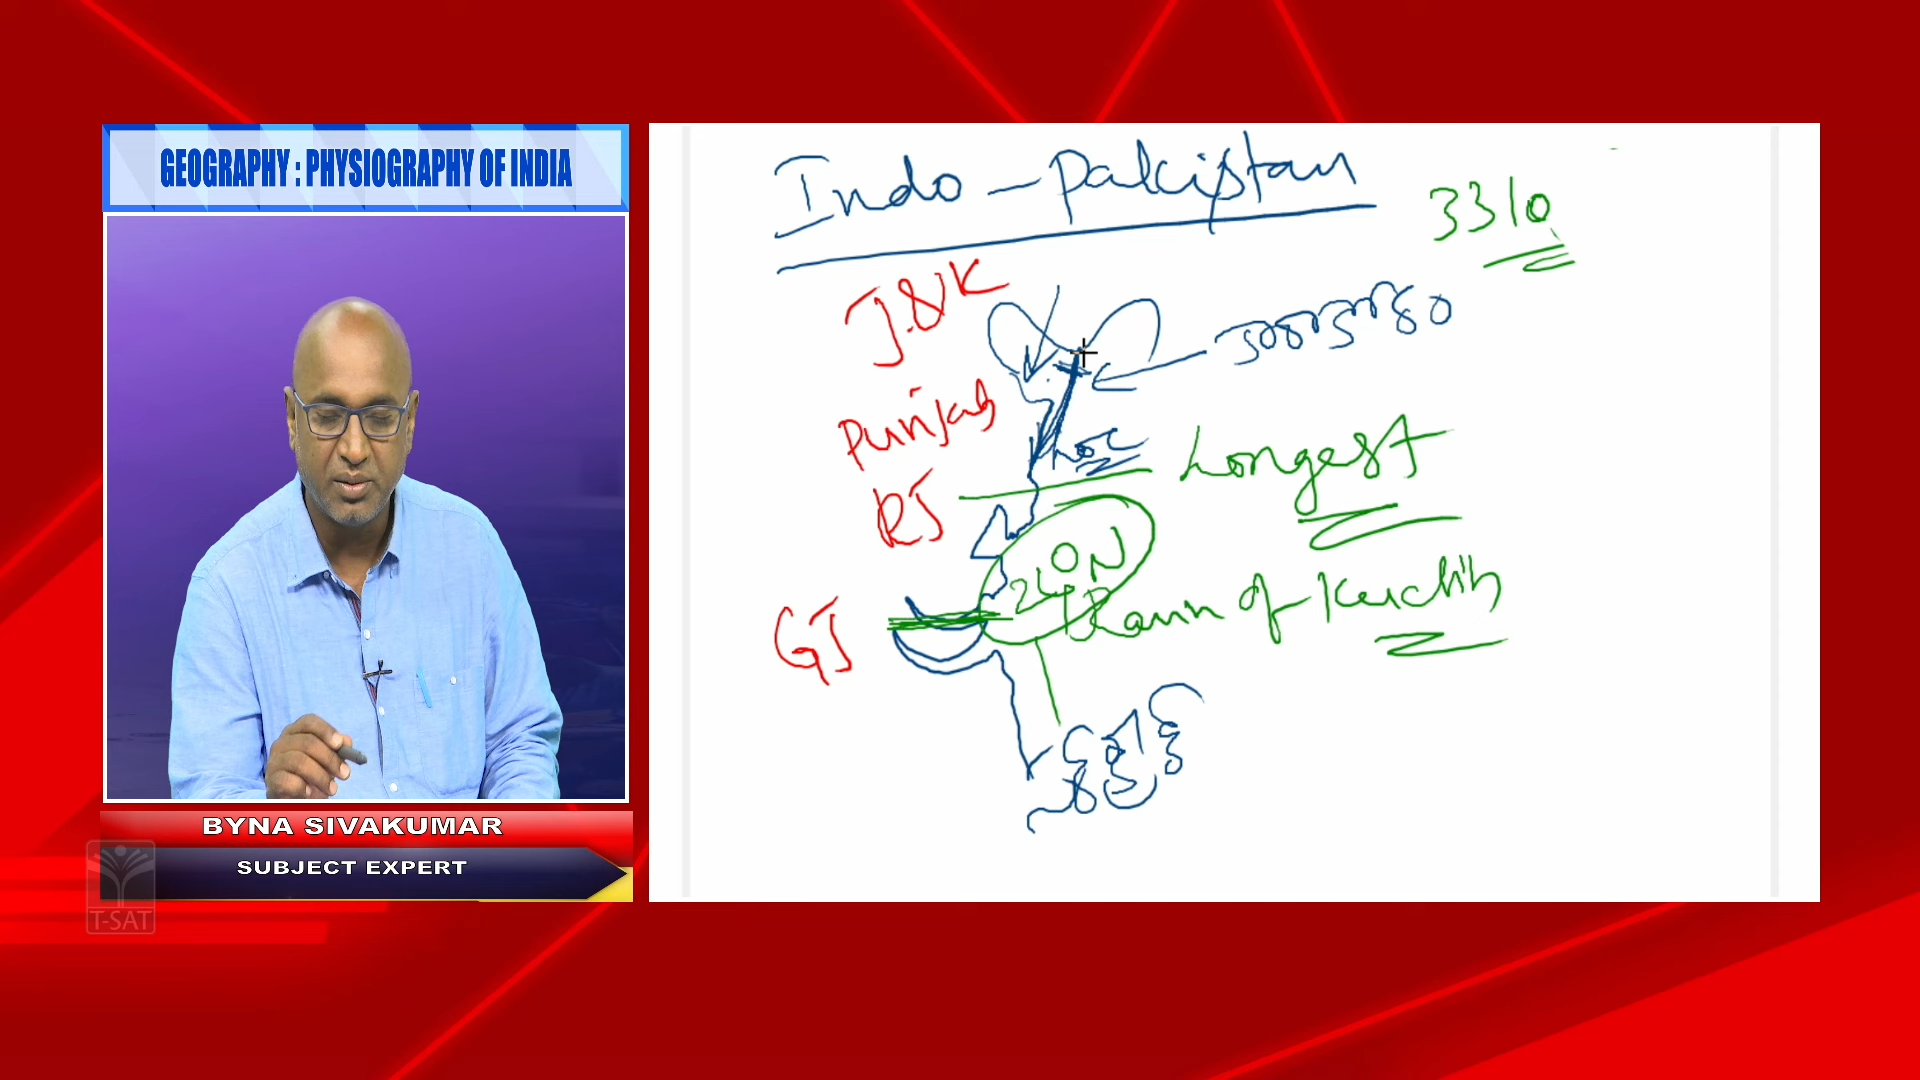 GEOGRAPHY : PHYSIOGRAPHY OF INDIA
Indo - Pakistan
3310
J&K
Punjab
Longest
RJ
24°N
Rann of Kutchh
GJ
BYNA SIVAKUMAR
SUBJECT EXPERT
T-SAT